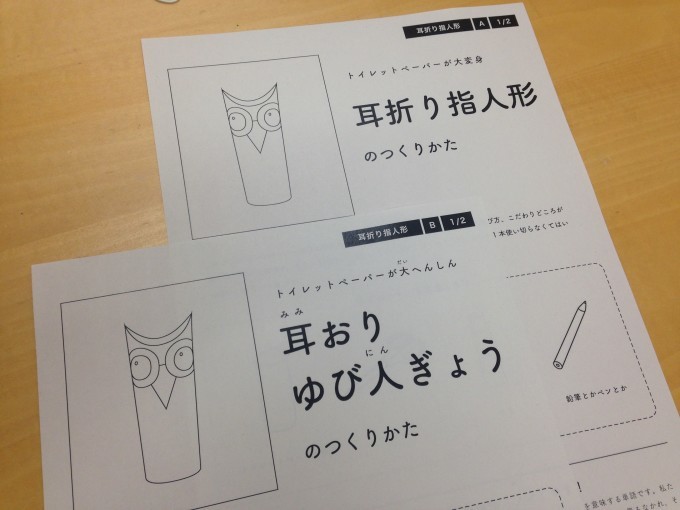 耳折り指人形 A 1/2
トイレットペーパーが大変身
耳折り指人形
のつくりかた
び方、こだわりどころが
1本使い切らなくてはい
鉛筆とかペンとか
！
を意味する単語です。私た
耳折り指人形 B 1/2
トイレットペーパーが大へんしん
だい
みみ
耳おり
にん
ゆび人ぎょう
のつくりかた